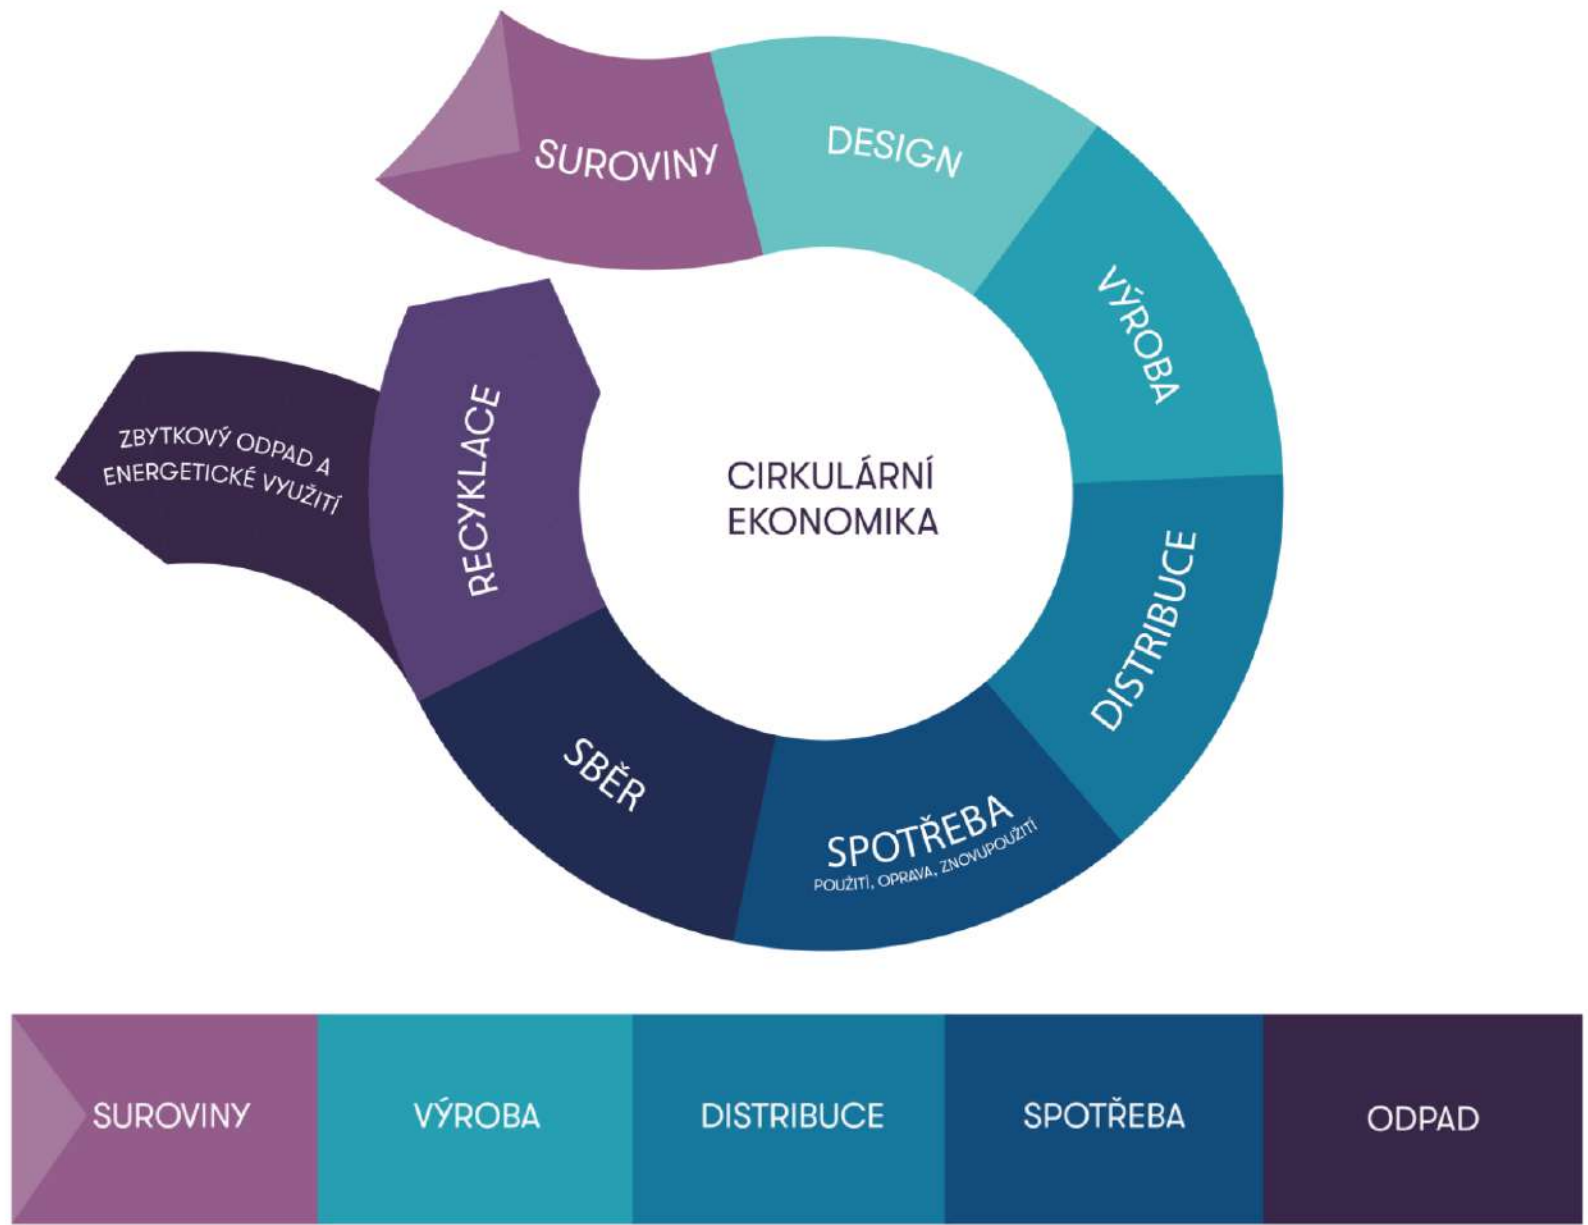 SUROVINY
DESIGN
VÝROBA
DISTRIBUCE
SPOTŘEBA
POUŽITÍ, OPRAVA, ZNOVUPOUŽITÍ
SBĚR
RECYKLACE
ZBYTKOVÝ ODPAD A
ENERGETICKÉ VYUŽITÍ
CIRKULÁRNÍ
EKONOMIKA
SUROVINY
VÝROBA
DISTRIBUCE
SPOTŘEBA
ODPAD